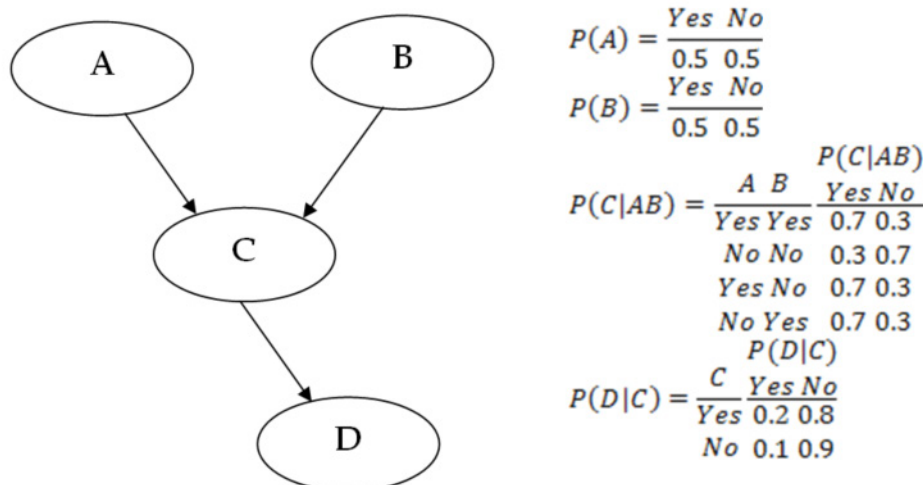 A
B
C
D
P(A) = Yes No
0.5 0.5
P(B) = Yes No
0.5 0.5
P(C|AB)
P(C|AB) = A B Yes No
Yes Yes 0.7 0.3
No No 0.3 0.7
Yes No 0.7 0.3
No Yes 0.7 0.3
P(D|C)
P(D|C) = C Yes No
Yes 0.2 0.8
No 0.1 0.9